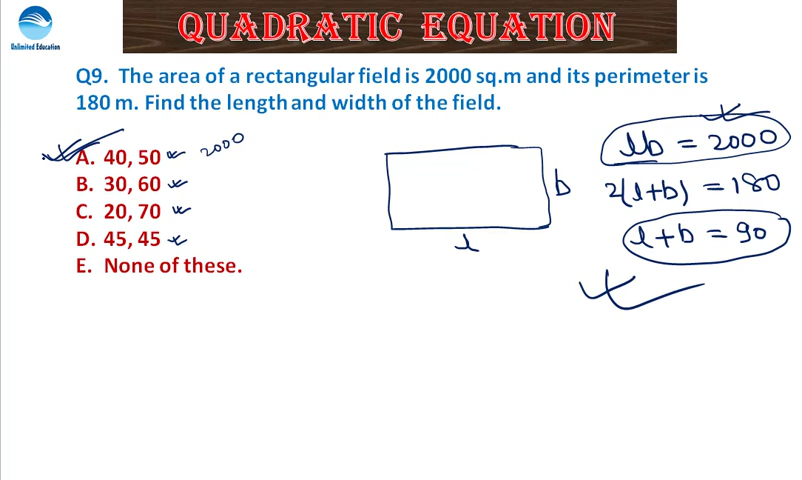 QUADRATIC EQUATION
Unlimited Education
Q9. The area of a rectangular field is 2000 sq.m and its perimeter is
180 m. Find the length and width of the field.
A. 40, 50 2000
B. 30, 60
C. 20, 70
D. 45, 45
E. None of these.
b
l
lb = 2000
2(l+b) = 180
l+b = 90